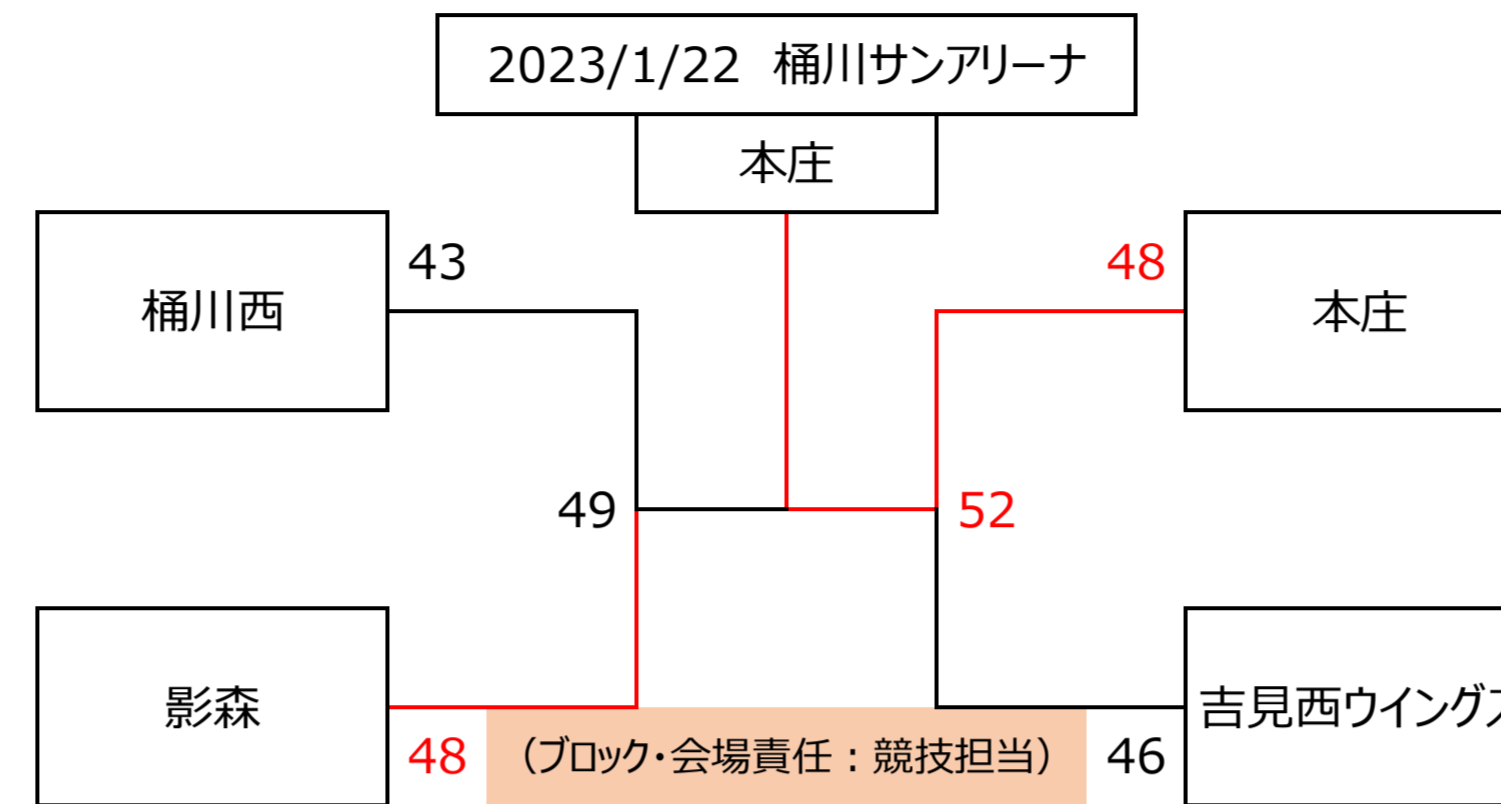 2023/1/22 桶川サンアリーナ
本庄
43
48
桶川西
本庄
49
52
影森
吉見西ウイングス
48
（ブロック・会場責任：競技担当）
46